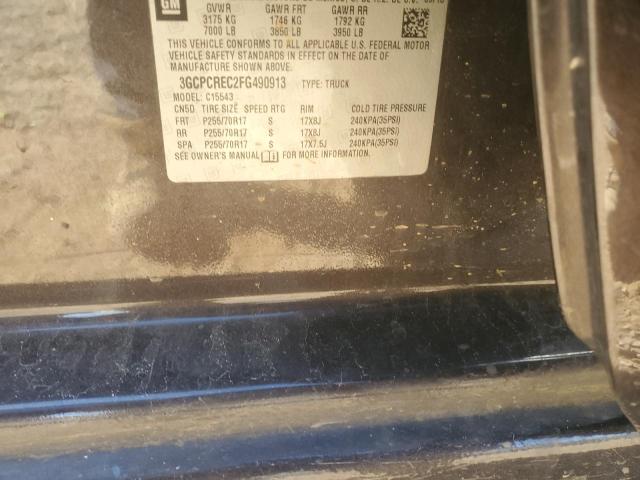 GM
GVWR GAWR FRT GAWR RR
3175 KG 1746 KG 1792 KG
7000 LB 3850 LB 3950 LB
THIS VEHICLE CONFORMS TO ALL APPLICABLE U.S. FEDERAL MOTOR
VEHICLE SAFETY STANDARDS IN EFFECT ON THE DATE OF
MANUFACTURE SHOWN ABOVE.
3GCPCREC2FG490913 TYPE: TRUCK
MODEL: C15543
CN5D TIRE SIZE SPEED RTG RIM COLD TIRE PRESSURE
FRT P255/70R17 S 17X8J 240KPA(35PSI)
RR P255/70R17 S 17X8J 240KPA(35PSI)
SPA P255/70R17 S 17X7.5J 240KPA(35PSI)
SEE OWNER'S MANUAL FOR MORE INFORMATION.